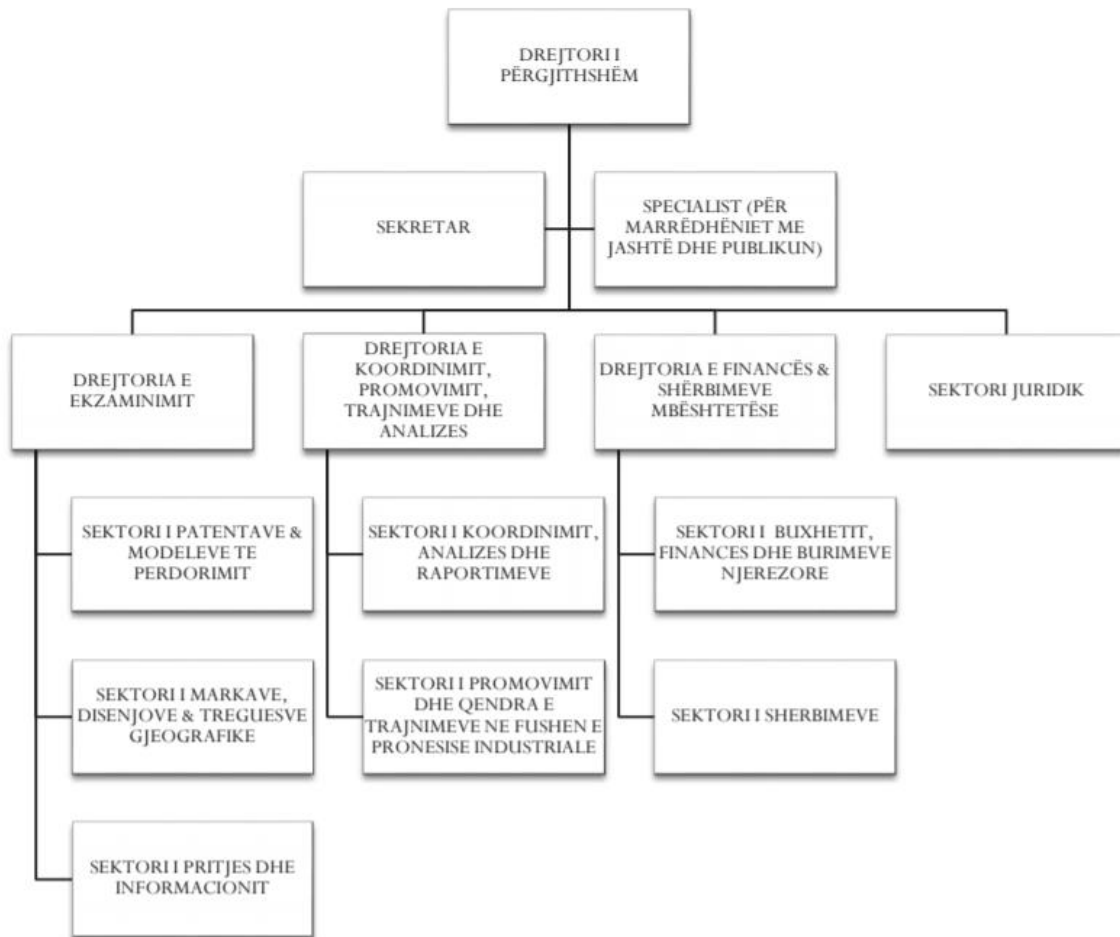 DREJTORI I
PËRGJITHSHËM
SEKRETAR
SPECIALIST (PËR
MARRËDHËNIET ME
JASHTË DHE PUBLIKUN)
DREJTORIA E
EKZAMINIMIT
DREJTORIA E
KOORDINIMIT,
PROMOVIMIT,
TRAJNIMEVE DHE
ANALIZES
DREJTORIA E FINANCËS &
SHËRBIMEVE
MBËSHTETËSE
SEKTORI JURIDIK
SEKTORI I PATENTAVE &
MODELEVE TE
PERDORIMIT
SEKTORI I KOORDINIMIT,
ANALIZES DHE
RAPORTIMEVE
SEKTORI I BUXHETIT,
FINANCES DHE BURIMEVE
NJEREZORE
SEKTORI I MARKAVE,
DISENJOVE & TREGUESVE
GJEOGRAFIKE
SEKTORI I PROMOVIMIT
DHE QENDRA E
TRAJNIMEVE NE FUSHEN E
PRONESISE INDUSTRIALE
SEKTORI I SHERBIMEVE
SEKTORI I PRITJES DHE
INFORMACIONIT